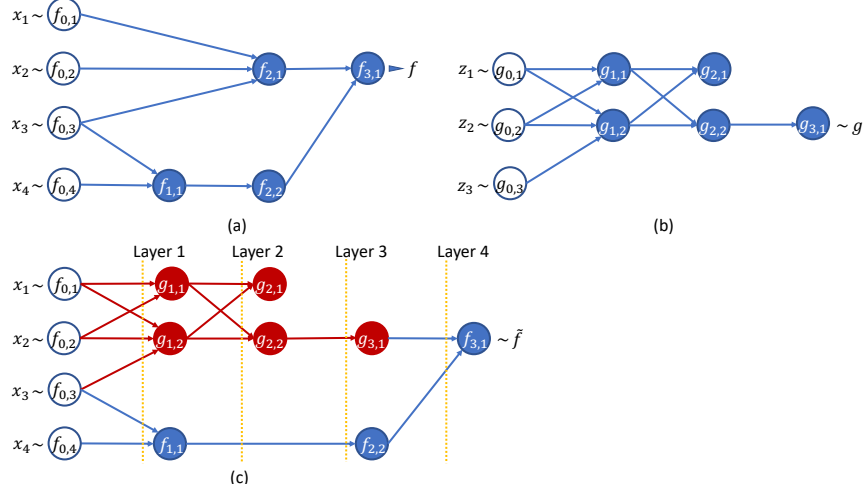 x₁ ~ f₀,₁
x₂ ~ f₀,₂ f₂,₁ f₃,₁ f
x₃ ~ f₀,₃
x₄ ~ f₀,₄ f₁,₁ f₂,₂
(a)
z₁ ~ g₀,₁ g₁,₁ g₂,₁
z₂ ~ g₀,₂ g₁,₂ g₂,₂ g₃,₁ ~ g
z₃ ~ g₀,₃
(b)
Layer 1 Layer 2 Layer 3 Layer 4
x₁ ~ f₀,₁ g₁,₁ g₂,₁
x₂ ~ f₀,₂ g₁,₂ g₂,₂ g₃,₁ f₃,₁ ~ f̃
x₃ ~ f₀,₃
x₄ ~ f₀,₄ f₁,₁ f₂,₂
(c)